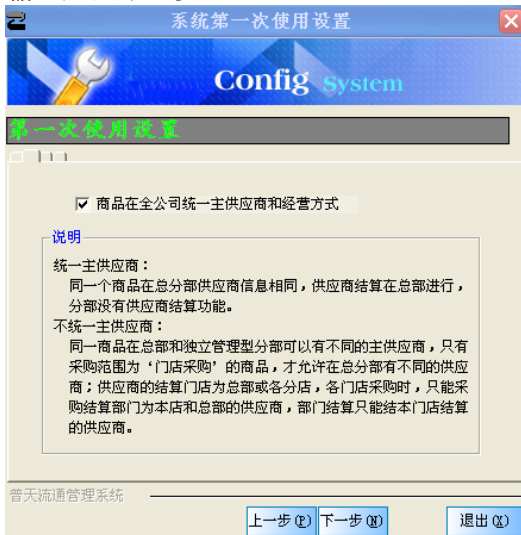 系统第一次使用设置
Config System
第一次使用设置
商品在全公司统一主供应商和经营方式
说明
统一主供应商：
同一个商品在总分部供应商信息相同，供应商结算在总部进行，
分部没有供应商结算功能。
不统一主供应商：
同一商品在总部和独立管理型分部可以有不同的主供应商，只有
采购范围为‘门店采购’的商品，才允许在总分部有不同的供应
商；供应商的结算门店为总部或各分店，各门店采购时，只能采
购结算部门为本店和总部的供应商，部门结算只能结本门店结算
的供应商。
普天流通管理系统
上一步(P) 下一步(N) 退出(X)